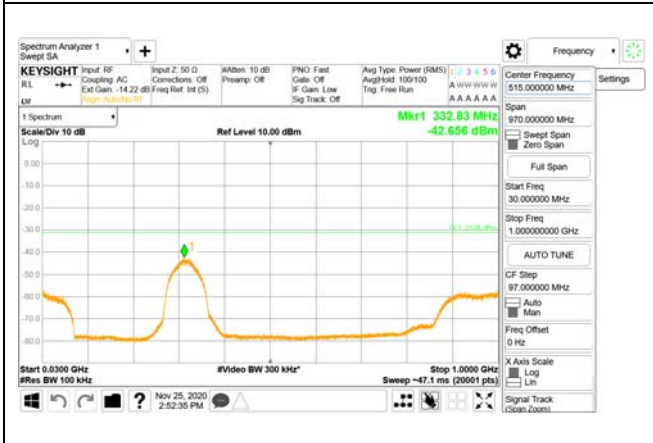 Spectrum Analyzer 1
Swept SA
Frequency
KEYSIGHT
RL
Input: RF
Coupling: AC
Ext Gain: -14.22 dB
Align: Auto/No RF
Input Z: 50 Ω
Corrections: Off
Freq Ref: Int (S)
#Atten: 10 dB
Preamp: Off
PNO: Fast
Gate: Off
IF Gain: Low
Sig Track: Off
Avg Type: Power (RMS)
Avg|Hold: 100/100
Trig: Free Run
1 2 3 4 5 6
A W W W W W
A A A A A A
1 Spectrum
Scale/Div 10 dB
Log
Ref Level 10.00 dBm
Mkr1 332.83 MHz
-42.656 dBm
0.00
-10.0
-20.0
-30.0
-40.0
-50.0
-60.0
-70.0
-80.0
1
Start 0.0300 GHz
#Res BW 100 kHz
#Video BW 300 kHz*
Stop 1.0000 GHz
Sweep ~47.1 ms (20001 pts)
Nov 25, 2020
2:52:35 PM
Center Frequency
515.000000 MHz
Settings
Span
970.000000 MHz
Swept Span
Zero Span
Full Span
Start Freq
30.000000 MHz
Stop Freq
1.000000000 GHz
AUTO TUNE
CF Step
97.000000 MHz
Auto
Man
Freq Offset
0 Hz
X Axis Scale
Log
Lin
Signal Track
(Span Zoom)